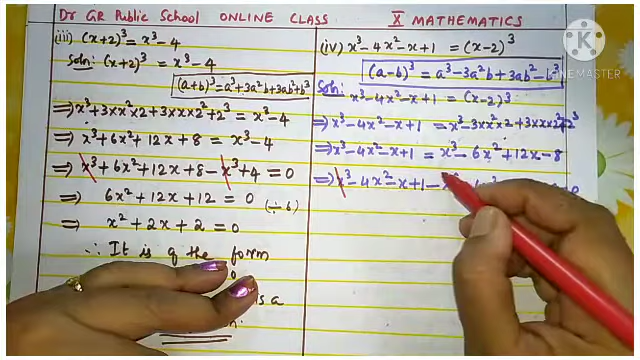 Dr GR Public School ONLINE CLASS X MATHEMATICS
(iii) (x+2)³ = x³-4
Soln: (x+2)³ = x³-4
(a+b)³=a³+3a²b+3ab²+b³
⇒x³+3×x²×2+3×x×2²+2³ = x³-4
⇒ x³+6x²+12x+8 = x³-4
⇒ x³+6x²+12x+8-x³+4 = 0
⇒ 6x²+12x+12 = 0 (÷6)
⇒ x²+2x+2=0
∴ It is of the form
0
is a
(iv) x³-4x²-x+1 = (x-2)³
(a-b)³ = a³-3a²b+3ab²-b³
Soln: x³-4x²-x+1 = (x-2)³
⇒x³-4x²-x+1 = x³-3×x²×2+3×x×2²+2³
⇒x³-4x²-x+1 = x³-6x²+12x-8
⇒x³-4x²-x+1-
KINEMASTER